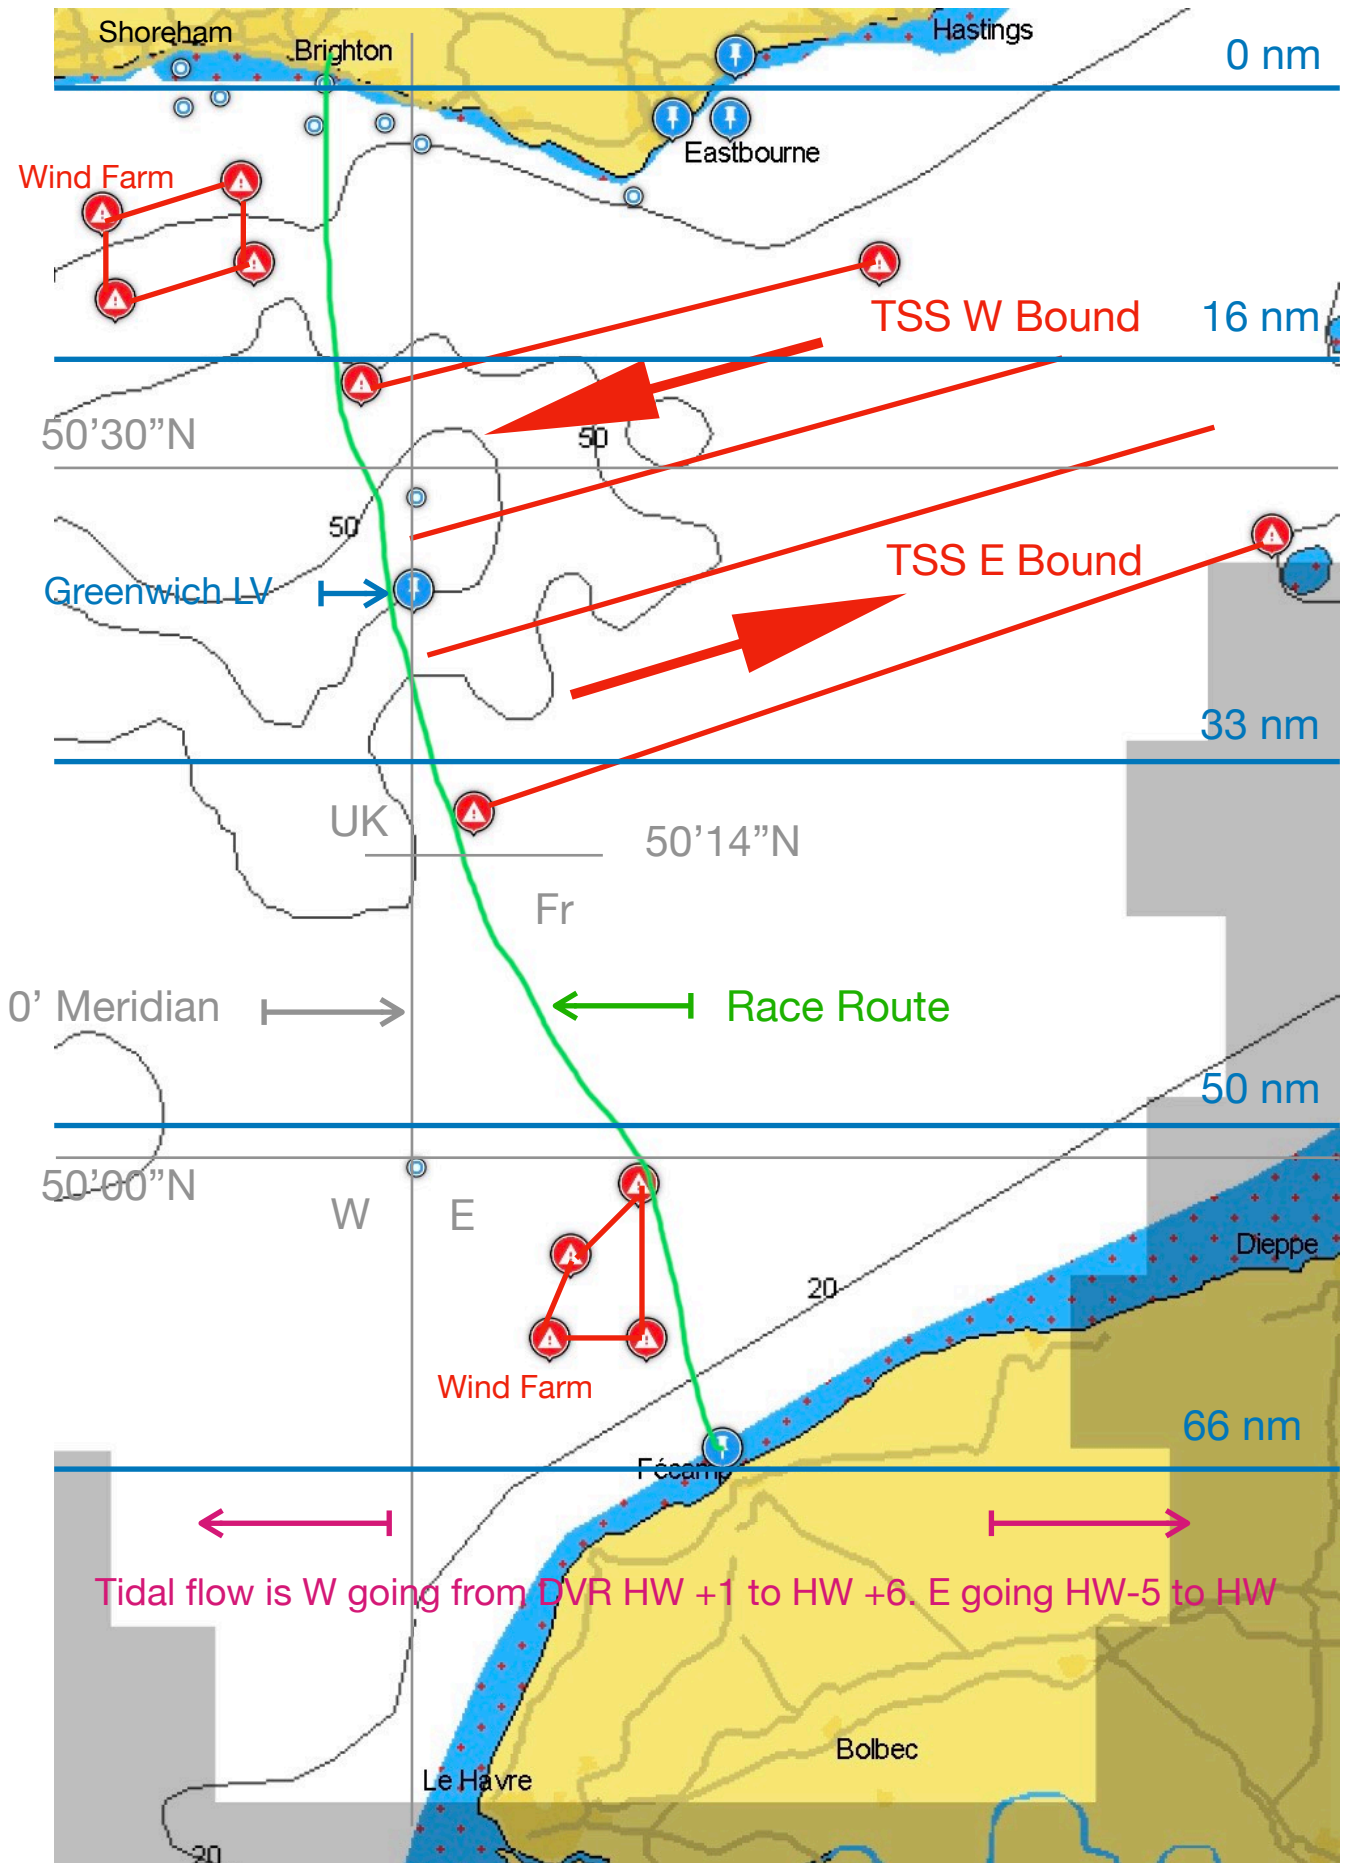 Shoreham
Brighton
Hastings
0 nm
Eastbourne
Wind Farm
TSS W Bound
16 nm
50’30”N
50
50
TSS E Bound
Greenwich LV
33 nm
UK
50’14”N
Fr
0’ Meridian
Race Route
50 nm
50’00”N
W
E
Dieppe
20
Wind Farm
66 nm
Fécamp
Tidal flow is W going from DVR HW +1 to HW +6. E going HW-5 to HW
Bolbec
Le Havre
20